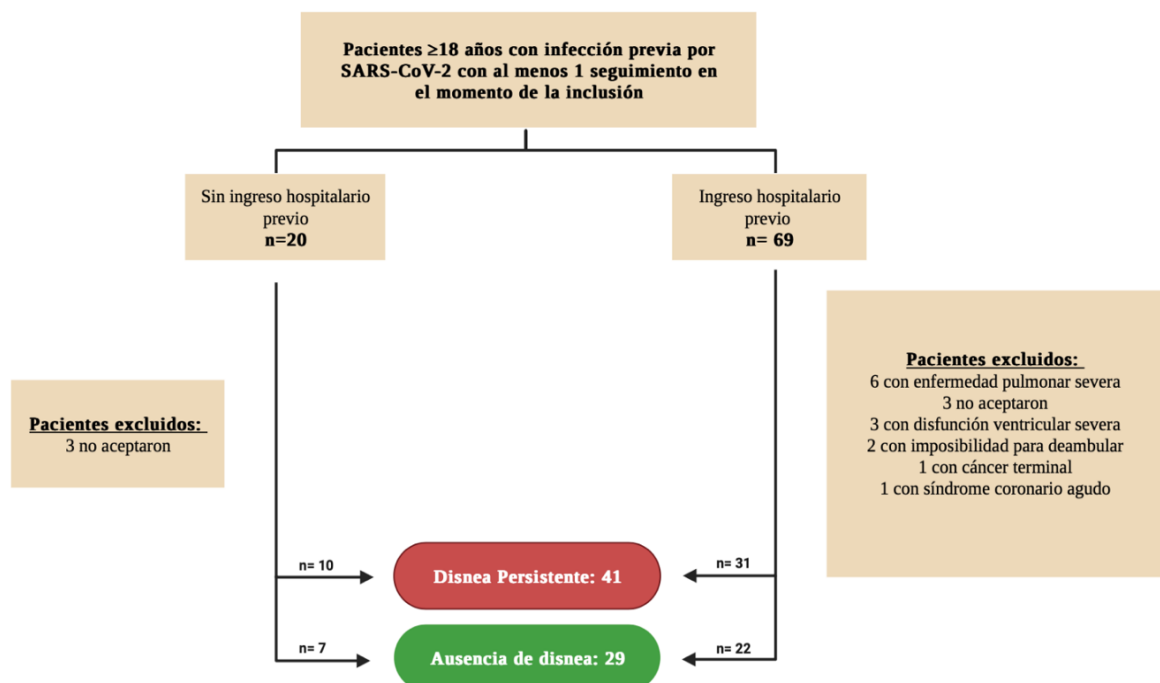 Pacientes ≥18 años con infección previa por
SARS-CoV-2 con al menos 1 seguimiento en
el momento de la inclusión
Sin ingreso hospitalario
previo
n=20
Ingreso hospitalario
previo
n= 69
Pacientes excluidos:
3 no aceptaron
Pacientes excluidos:
6 con enfermedad pulmonar severa
3 no aceptaron
3 con disfunción ventricular severa
2 con imposibilidad para deambular
1 con cáncer terminal
1 con síndrome coronario agudo
n= 10
Disnea Persistente: 41
n= 31
n= 7
Ausencia de disnea: 29
n= 22